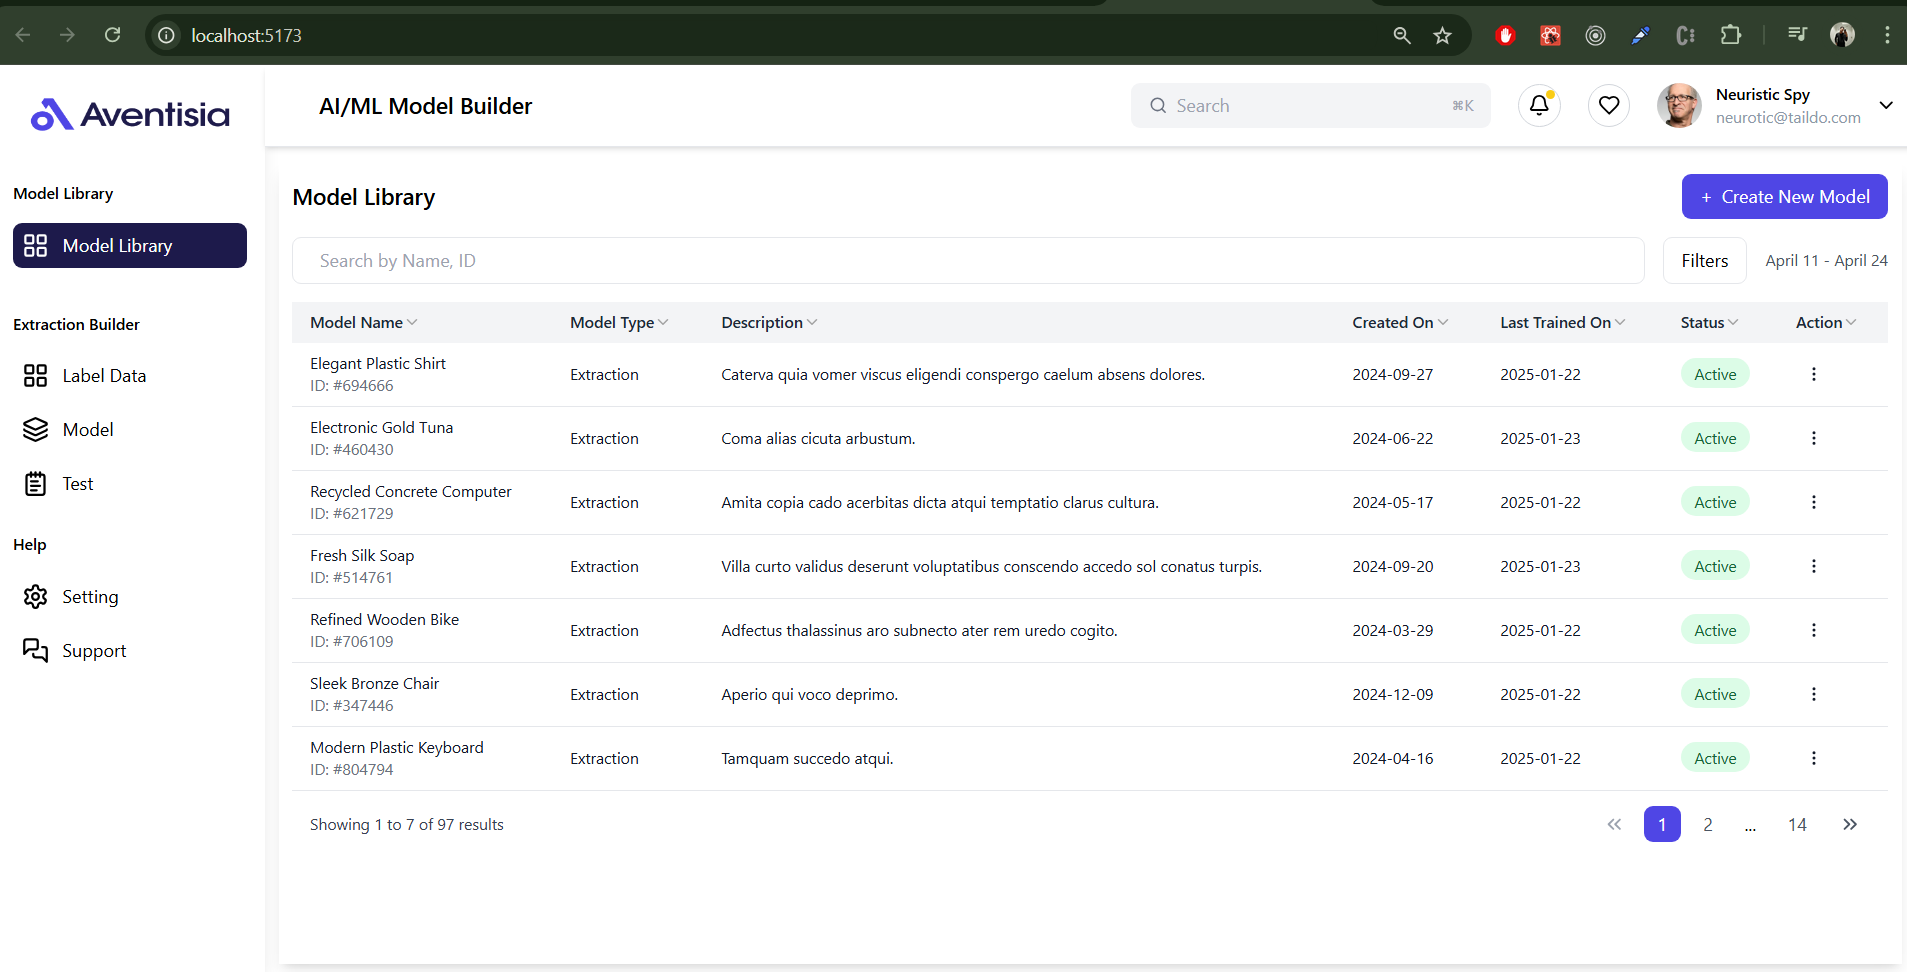 localhost:5173
Aventisia
AI/ML Model Builder
Search ⌘K
Neuristic Spy
neurotic@taildo.com
Model Library
Model Library
Extraction Builder
Label Data
Model
Test
Help
Setting
Support
Model Library
+ Create New Model
Search by Name, ID
Filters
April 11 - April 24
Model Name Model Type Description Created On Last Trained On Status Action
Elegant Plastic Shirt
ID: #694666
Extraction Caterva quia vomer viscus eligendi conspergo caelum absens dolores. 2024-09-27 2025-01-22 Active
Electronic Gold Tuna
ID: #460430
Extraction Coma alias cicuta arbustum. 2024-06-22 2025-01-23 Active
Recycled Concrete Computer
ID: #621729
Extraction Amita copia cado acerbitas dicta atqui temptatio clarus cultura. 2024-05-17 2025-01-22 Active
Fresh Silk Soap
ID: #514761
Extraction Villa curto validus deserunt voluptatibus conscendo accedo sol conatus turpis. 2024-09-20 2025-01-23 Active
Refined Wooden Bike
ID: #706109
Extraction Adfectus thalassinus aro subnecto ater rem uredo cogito. 2024-03-29 2025-01-22 Active
Sleek Bronze Chair
ID: #347446
Extraction Aperio qui voco deprimo. 2024-12-09 2025-01-22 Active
Modern Plastic Keyboard
ID: #804794
Extraction Tamquam succedo atqui. 2024-04-16 2025-01-22 Active
Showing 1 to 7 of 97 results
« 1 2 ... 14 »